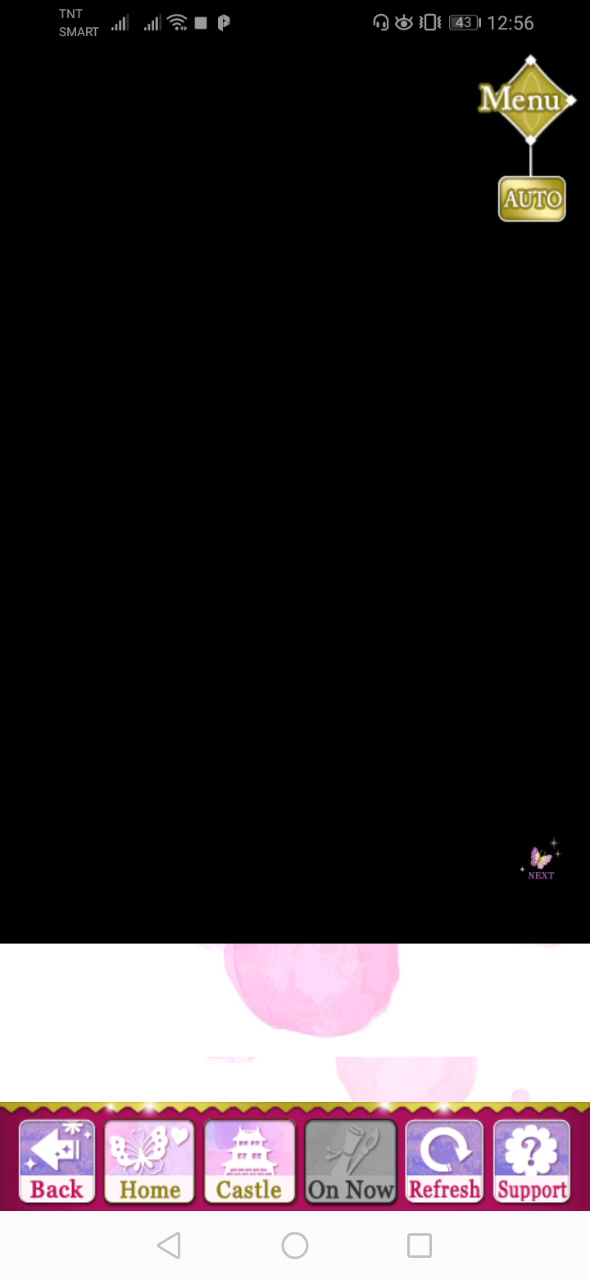 TNT
SMART
43
12:56
Menu
AUTO
NEXT
Back
Home
Castle
On Now
Refresh
Support